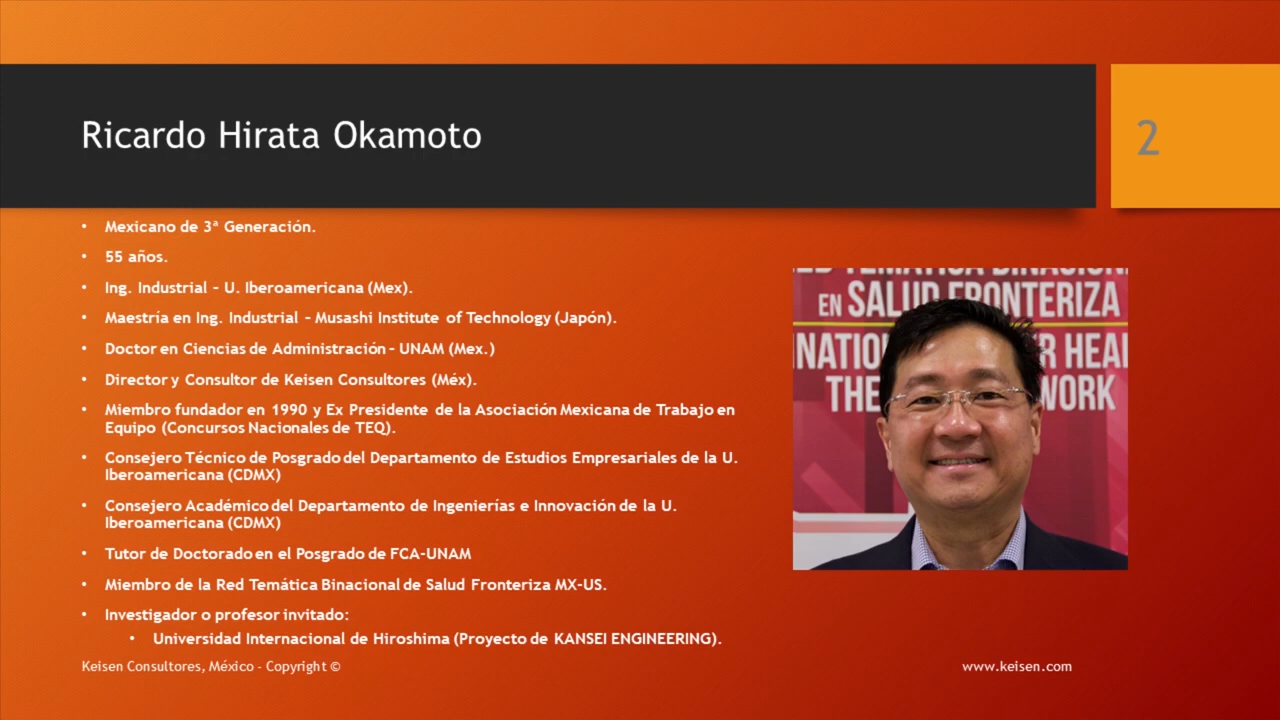 Ricardo Hirata Okamoto
2
• Mexicano de 3ª Generación.
• 55 años.
• Ing. Industrial – U. Iberoamericana (Mex).
• Maestría en Ing. Industrial – Musashi Institute of Technology (Japón).
• Doctor en Ciencias de Administración – UNAM (Mex.)
• Director y Consultor de Keisen Consultores (Méx).
• Miembro fundador en 1990 y Ex Presidente de la Asociación Mexicana de Trabajo en
Equipo (Concursos Nacionales de TEQ).
• Consejero Técnico de Posgrado del Departamento de Estudios Empresariales de la U.
Iberoamericana (CDMX)
• Consejero Académico del Departamento de Ingenierías e Innovación de la U.
Iberoamericana (CDMX)
• Tutor de Doctorado en el Posgrado de FCA-UNAM
• Miembro de la Red Temática Binacional de Salud Fronteriza MX-US.
• Investigador o profesor invitado:
• Universidad Internacional de Hiroshima (Proyecto de KANSEI ENGINEERING).
TEMÁTICA
EN SALUD FRONTERIZA
Keisen Consultores, México - Copyright ©
www.keisen.com